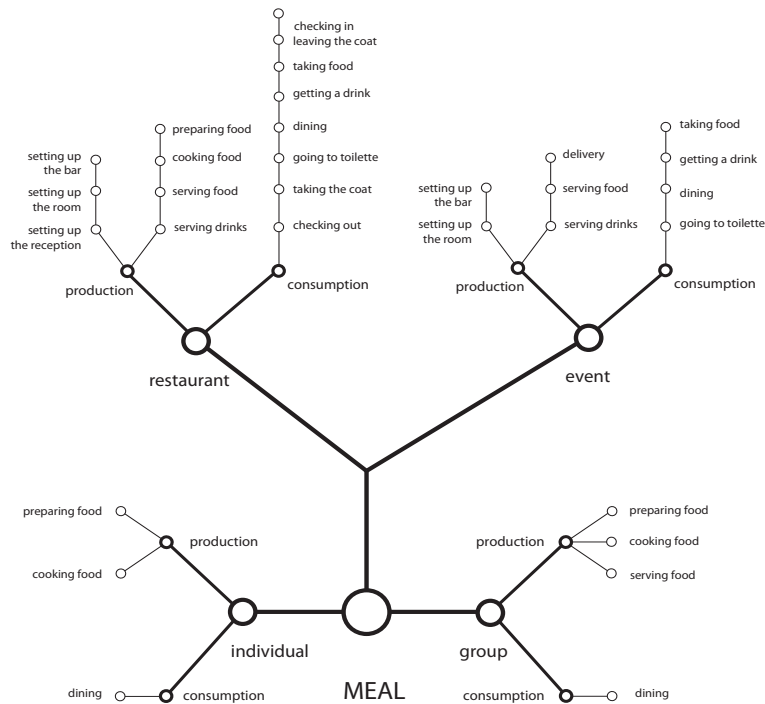 checking in
leaving the coat
taking food
getting a drink
dining
going to toilette
taking the coat
checking out
consumption
preparing food
cooking food
serving food
serving drinks
setting up
the bar
setting up
the room
setting up
the reception
production
restaurant
taking food
getting a drink
dining
going to toilette
consumption
delivery
serving food
serving drinks
setting up
the bar
setting up
the room
production
event
preparing food
production
cooking food
individual
dining
consumption
MEAL
preparing food
production
cooking food
serving food
group
consumption
dining